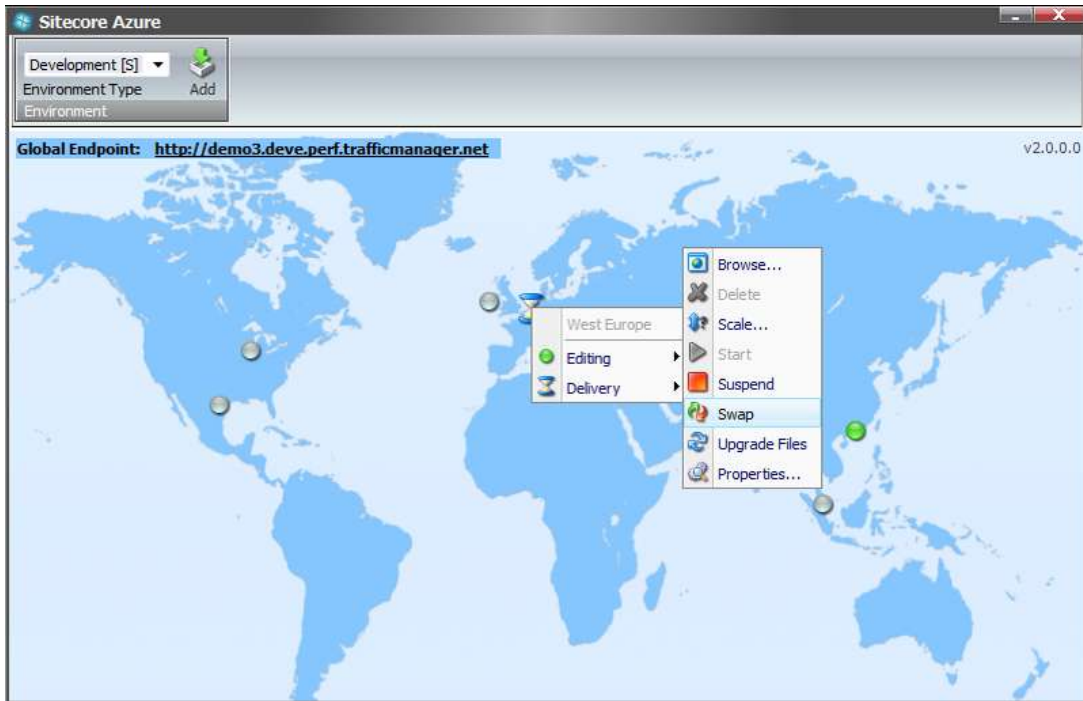 Sitecore Azure
Development [S]
Environment Type Add
Environment
Global Endpoint: http://demo3.deve.perf.trafficmanager.net
v2.0.0.0
West Europe
Editing
Delivery
Browse...
Delete
Scale...
Start
Suspend
Swap
Upgrade Files
Properties...